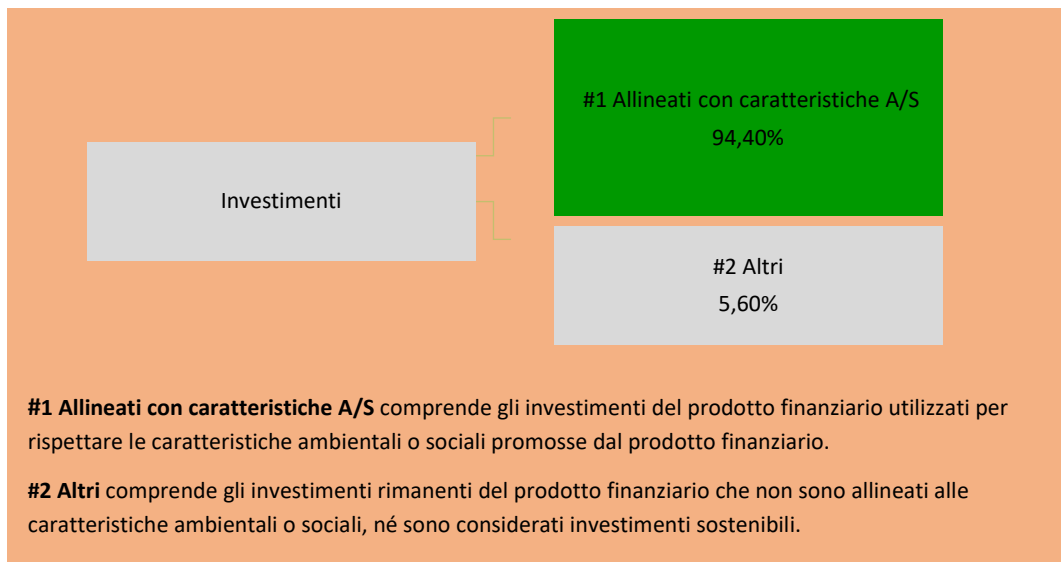 #1 Allineati con caratteristiche A/S
94,40%
Investimenti
#2 Altri
5,60%
#1 Allineati con caratteristiche A/S comprende gli investimenti del prodotto finanziario utilizzati per
rispettare le caratteristiche ambientali o sociali promosse dal prodotto finanziario.
#2 Altri comprende gli investimenti rimanenti del prodotto finanziario che non sono allineati alle
caratteristiche ambientali o sociali, né sono considerati investimenti sostenibili.